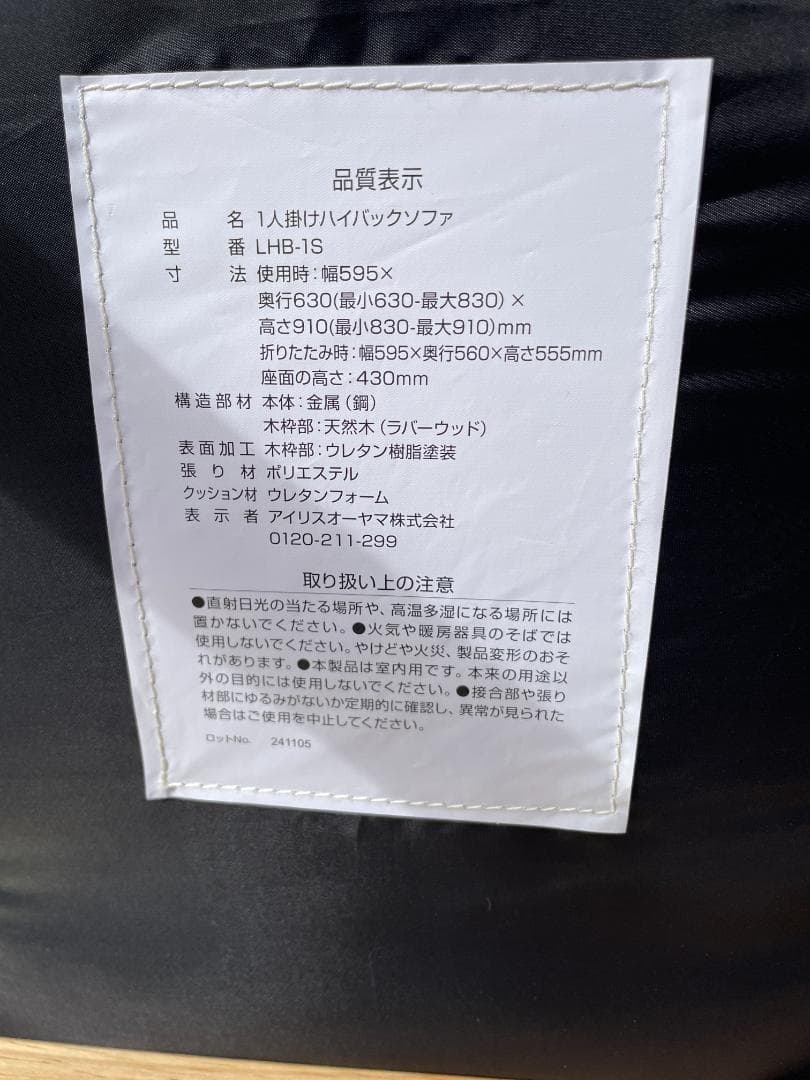 品質表示
品名 1人掛けハイバックソファ
型番 LHB-1S
寸法 使用時：幅595×
奥行630(最小630-最大830)×
高さ910(最小830-最大910)mm
折りたたみ時：幅595×奥行560×高さ555mm
座面の高さ：430mm
構造部材 本体：金属（鋼）
木枠部：天然木（ラバーウッド）
表面加工 木枠部：ウレタン樹脂塗装
張り材 ポリエステル
クッション材 ウレタンフォーム
表示者 アイリスオーヤマ株式会社
0120-211-299
取り扱い上の注意
●直射日光の当たる場所や、高温多湿になる場所には
置かないでください。●火気や暖房器具のそばでは
使用しないでください。やけどや火災、製品変形のおそ
れがあります。●本製品は室内用です。本来の用途以
外の目的には使用しないでください。●接合部や張り
材部にゆるみがないか定期的に確認し、異常が見られた
場合はご使用を中止してください。
ロットNo. 241105